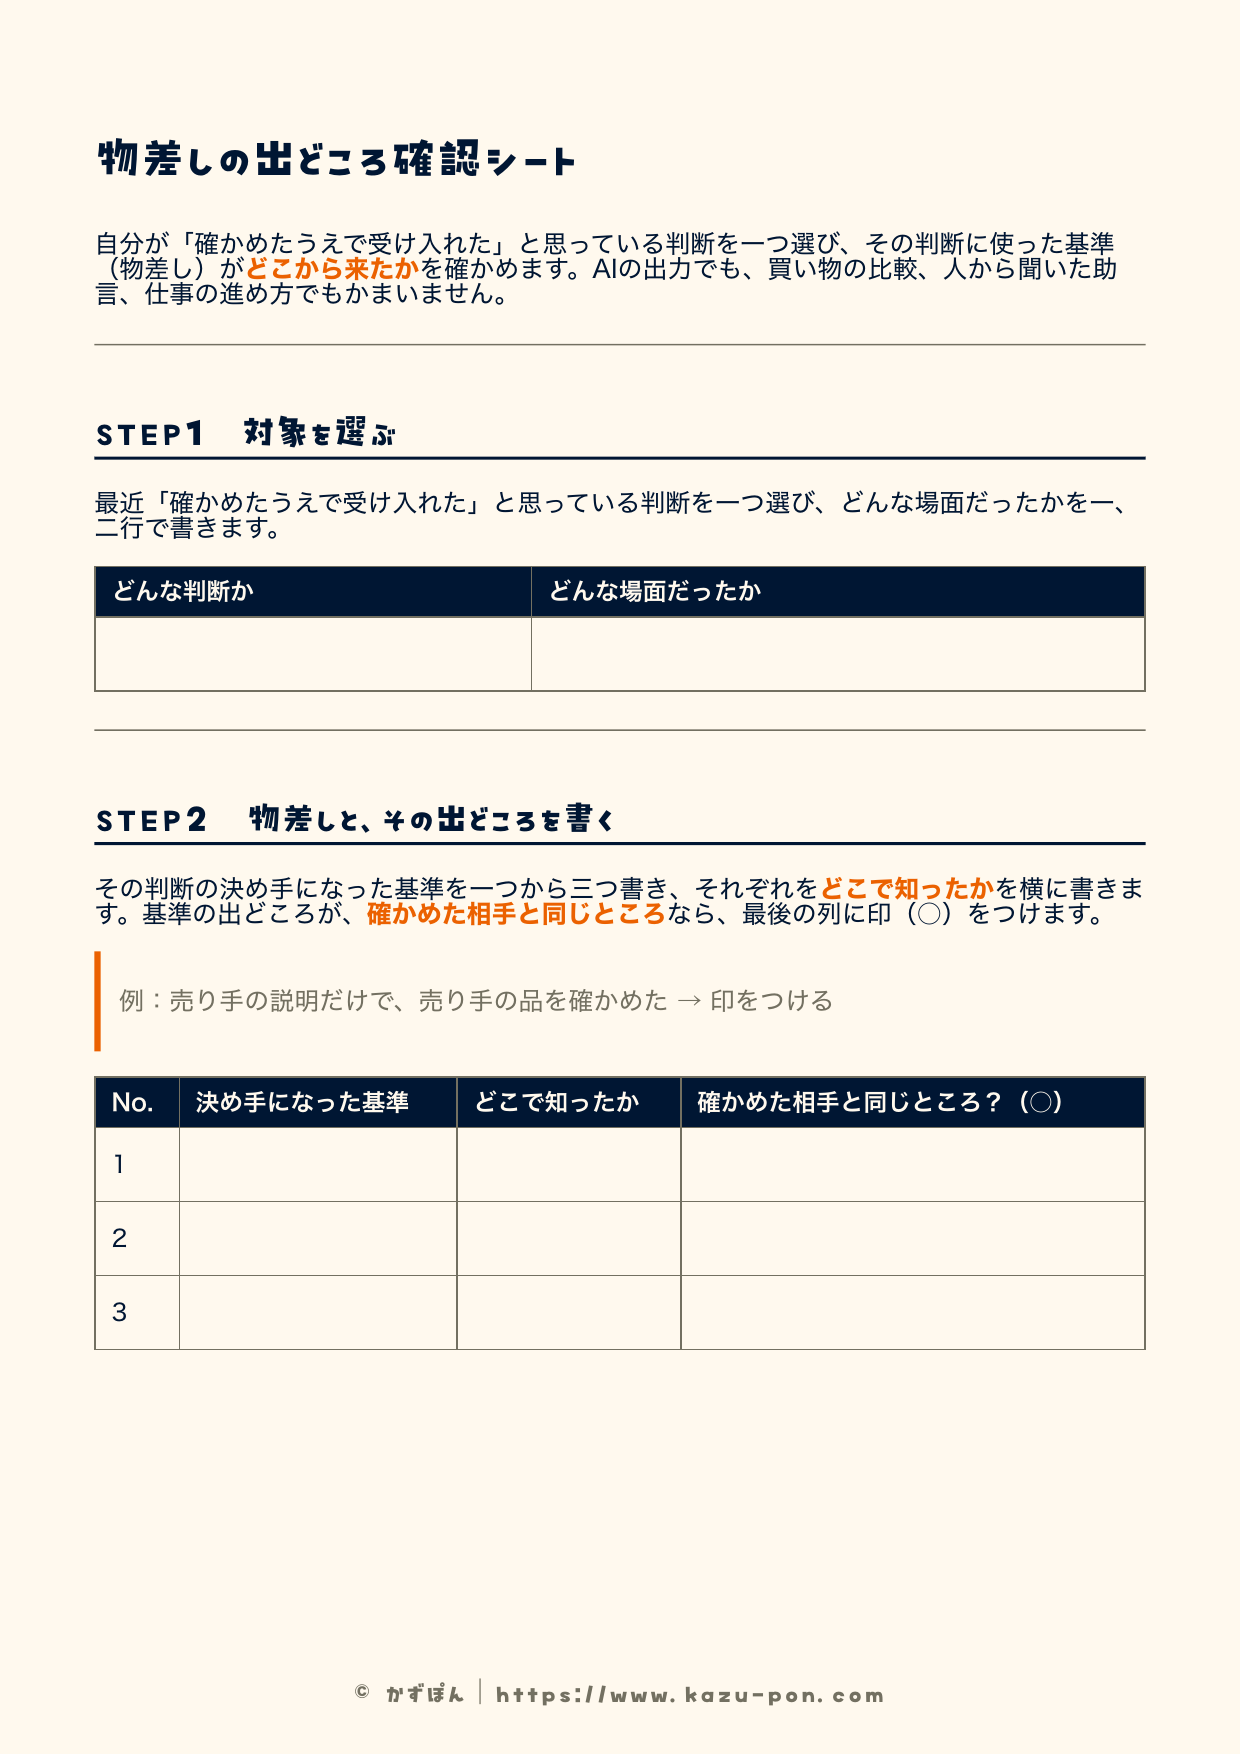 物差しの出どころ確認シート
自分が「確かめたうえで受け入れた」と思っている判断を一つ選び、その判断に使った基準
（物差し）がどこから来たかを確かめます。AIの出力でも、買い物の比較、人から聞いた助
言、仕事の進め方でもかまいません。
STEP1　対象を選ぶ
最近「確かめたうえで受け入れた」と思っている判断を一つ選び、どんな場面だったかを一、
二行で書きます。
どんな判断か　どんな場面だったか
STEP2　物差しと、その出どころを書く
その判断の決め手になった基準を一つから三つ書き、それぞれをどこで知ったかを横に書きま
す。基準の出どころが、確かめた相手と同じところなら、最後の列に印（○）をつけます。
例：売り手の説明だけで、売り手の品を確かめた → 印をつける
No.　決め手になった基準　どこで知ったか　確かめた相手と同じところ？（○）
1
2
3
© かずぽん｜https://www.kazu-pon.com